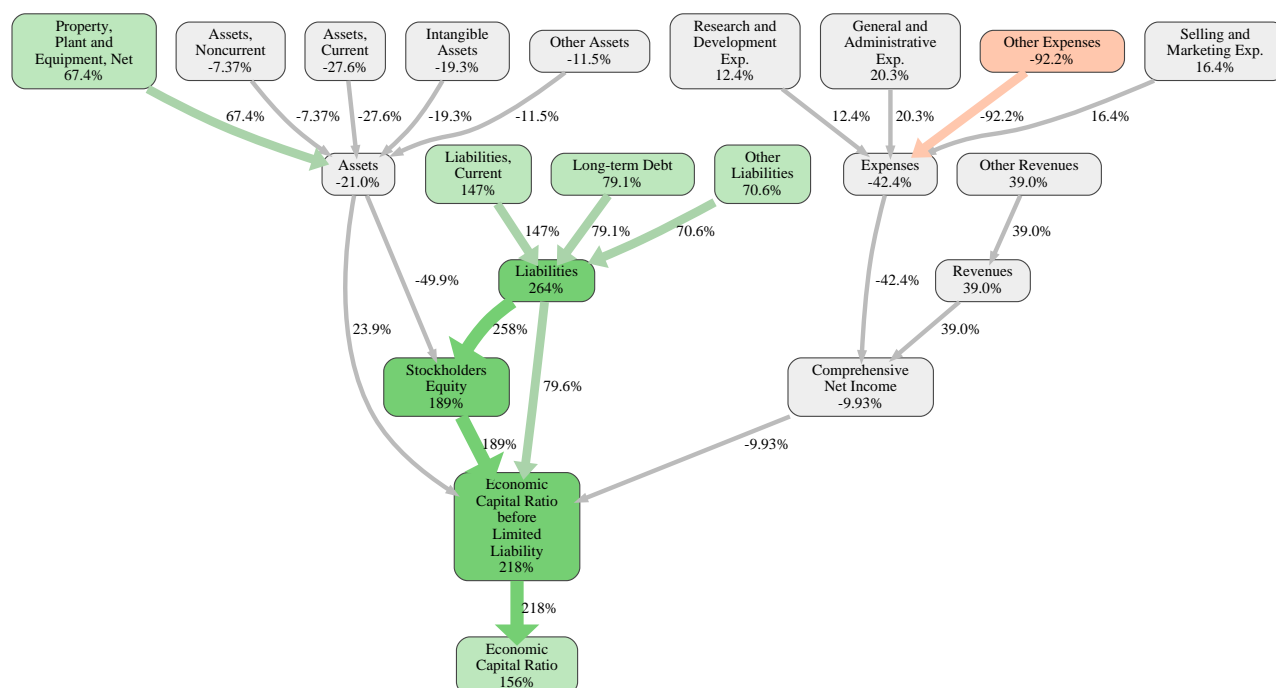 Property,
Plant and
Equipment, Net
67.4%
Assets,
Noncurrent
-7.37%
Assets,
Current
-27.6%
Intangible
Assets
-19.3%
Other Assets
-11.5%
Research and
Development
Exp.
12.4%
General and
Administrative
Exp.
20.3%
Other Expenses
-92.2%
Selling and
Marketing Exp.
16.4%
67.4%
-7.37%
-27.6%
-19.3%
-11.5%
12.4%
20.3%
-92.2%
16.4%
Assets
-21.0%
Liabilities,
Current
147%
Long-term Debt
79.1%
Other
Liabilities
70.6%
Expenses
-42.4%
Other Revenues
39.0%
147%
79.1%
70.6%
39.0%
-49.9%
Liabilities
264%
-42.4%
Revenues
39.0%
23.9%
258%
39.0%
Stockholders
Equity
189%
79.6%
Comprehensive
Net Income
-9.93%
189%
-9.93%
Economic
Capital Ratio
before
Limited
Liability
218%
218%
Economic
Capital Ratio
156%